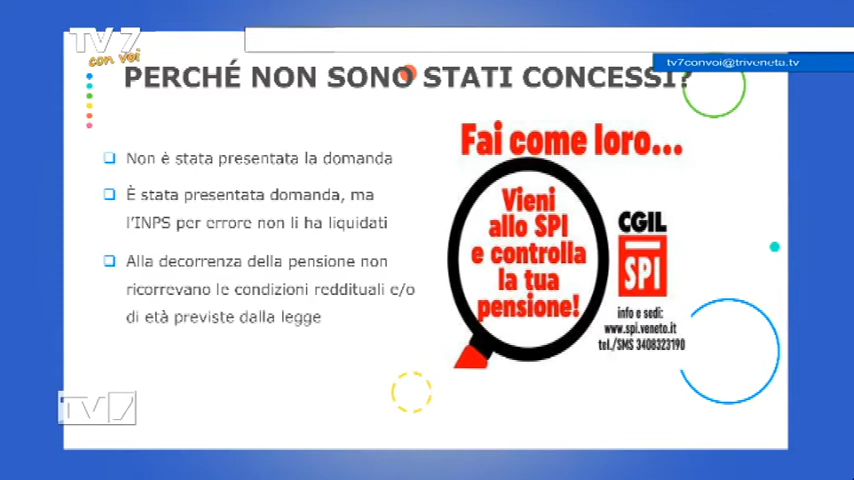 TV7
con voi
tv7convoi@triveneta.tv
PERCHÉ NON SONO STATI CONCESSI?
Non è stata presentata la domanda
È stata presentata domanda, ma
l'INPS per errore non li ha liquidati
Alla decorrenza della pensione non
ricorrevano le condizioni reddituali e/o
di età previste dalla legge
Fai come loro...
Vieni
allo SPI
e controlla
la tua
pensione!
CGIL
SPI
info e sedi:
www.spi.veneto.it
tel./SMS 3408323190
TV7